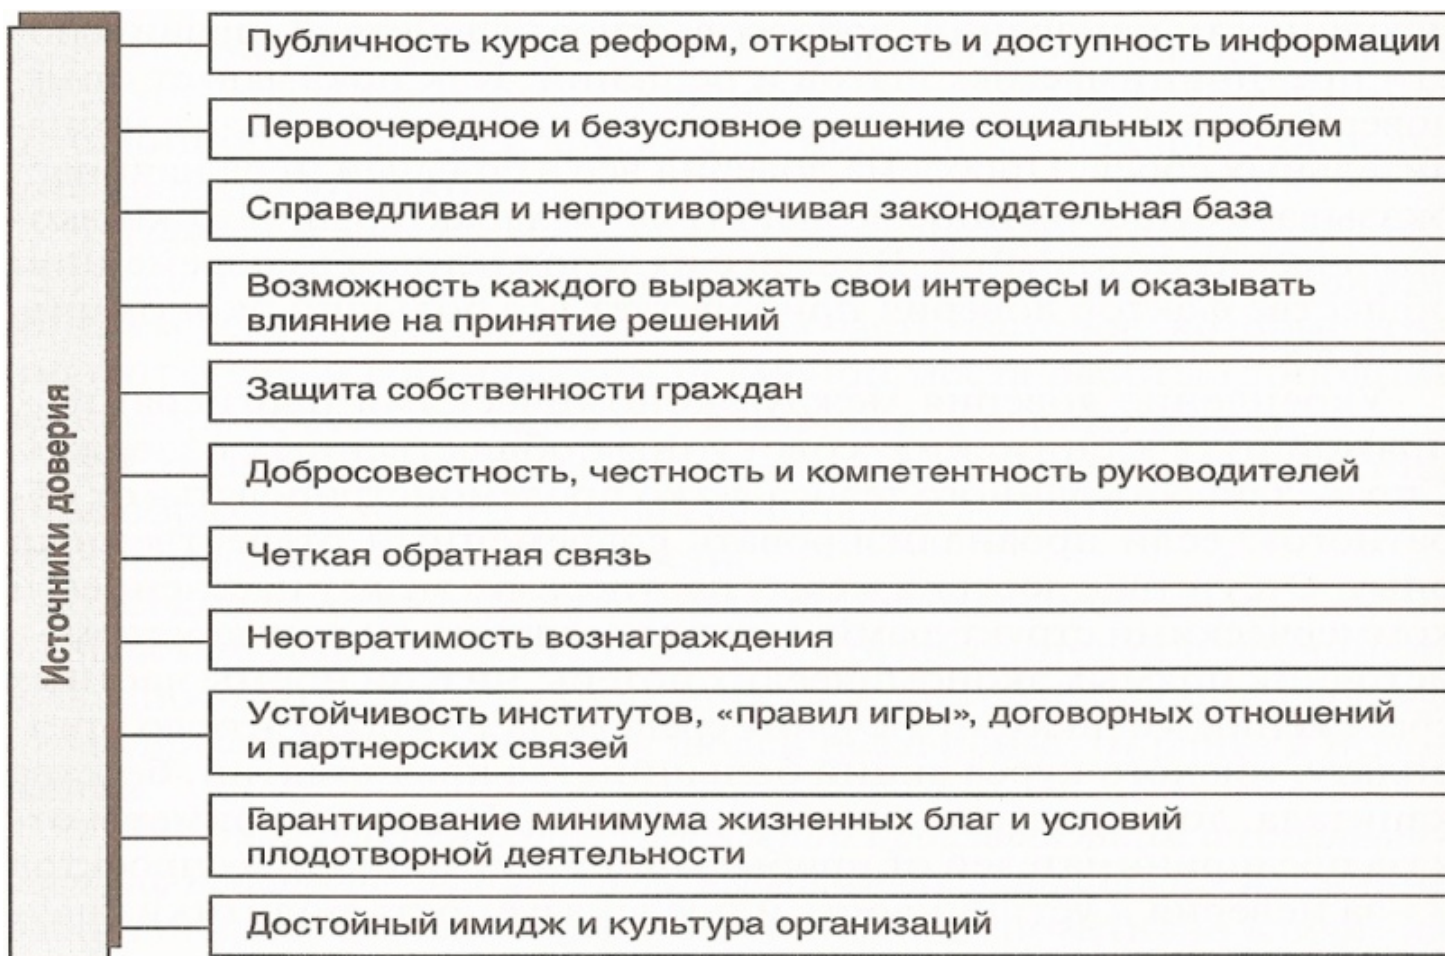 Источники доверия
Публичность курса реформ, открытость и доступность информации
Первоочередное и безусловное решение социальных проблем
Справедливая и непротиворечивая законодательная база
Возможность каждого выражать свои интересы и оказывать
влияние на принятие решений
Защита собственности граждан
Добросовестность, честность и компетентность руководителей
Четкая обратная связь
Неотвратимость вознаграждения
Устойчивость институтов, «правил игры», договорных отношений
и партнерских связей
Гарантирование минимума жизненных благ и условий
плодотворной деятельности
Достойный имидж и культура организаций